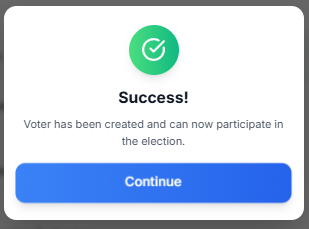 Success!
Voter has been created and can now participate in
the election.
Continue